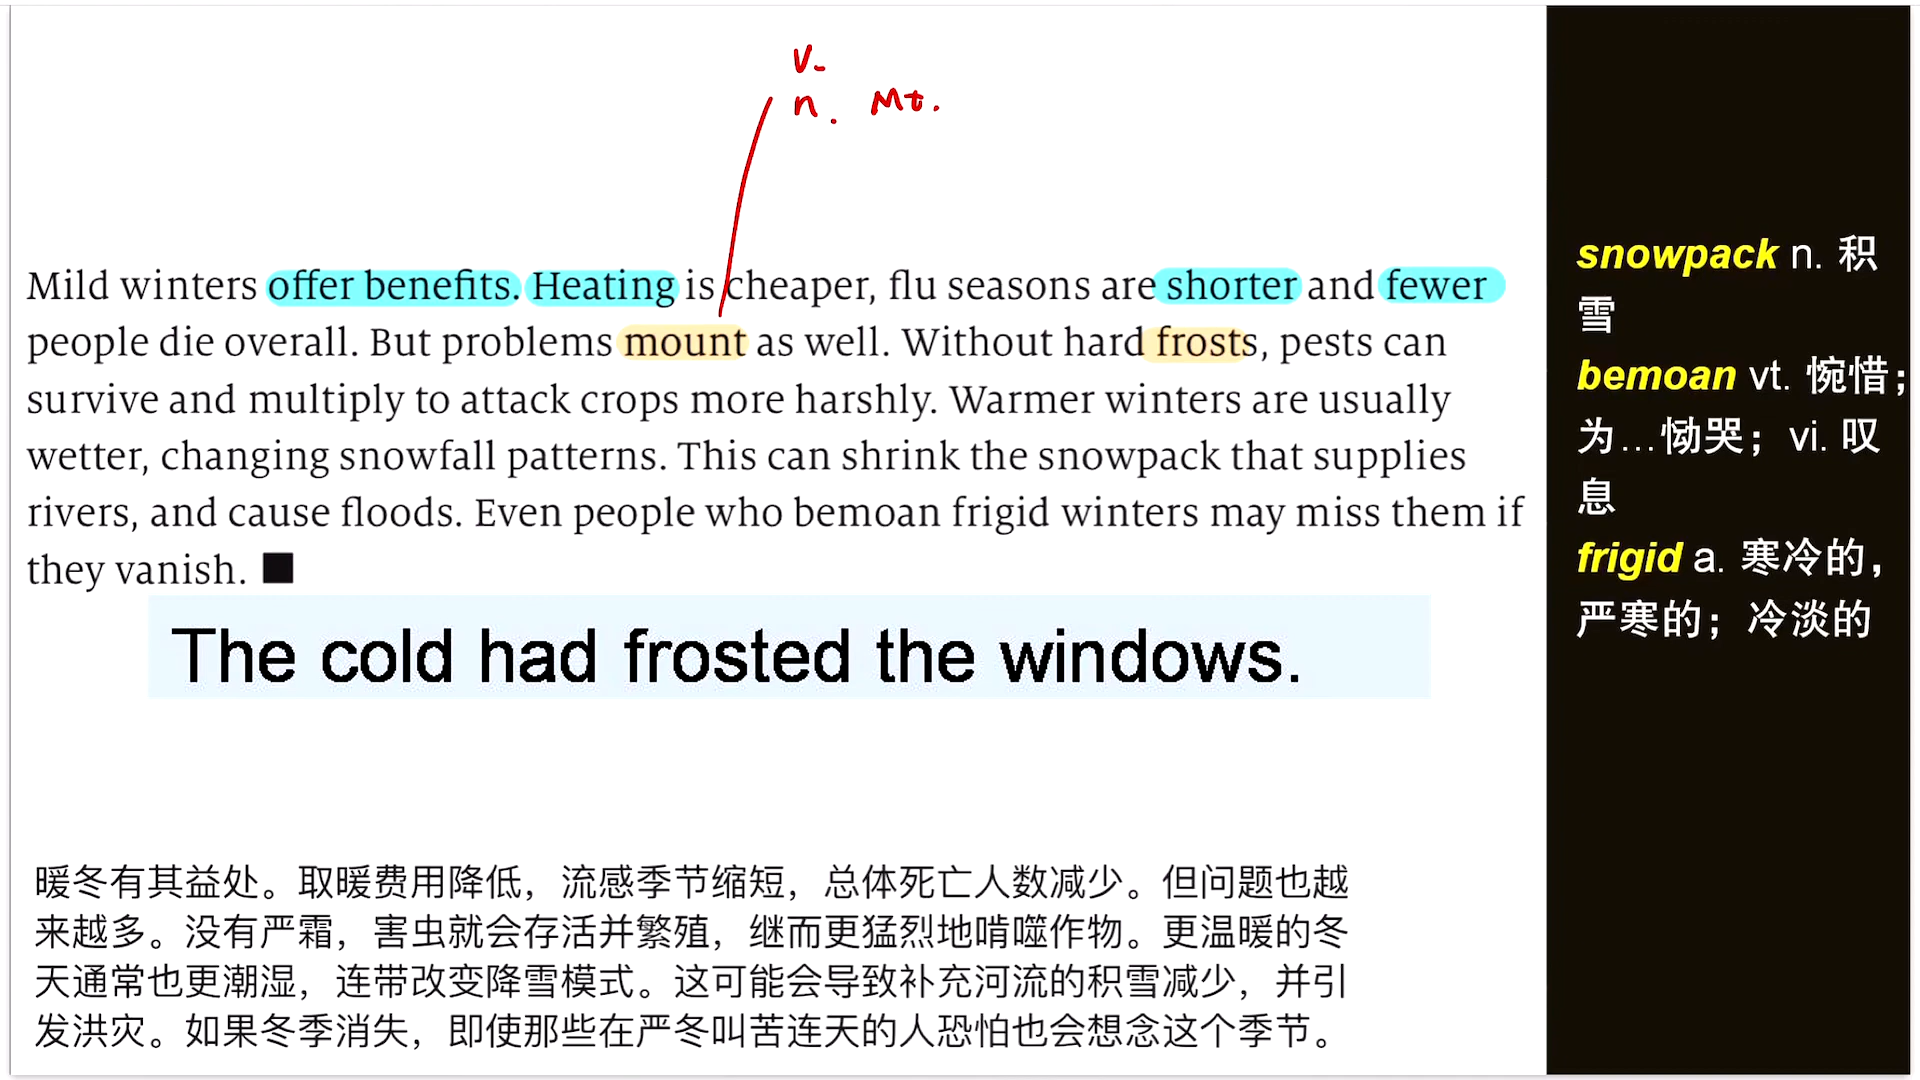 v.
n. Mt.
Mild winters offer benefits. Heating is cheaper, flu seasons are shorter and fewer
people die overall. But problems mount as well. Without hard frosts, pests can
survive and multiply to attack crops more harshly. Warmer winters are usually
wetter, changing snowfall patterns. This can shrink the snowpack that supplies
rivers, and cause floods. Even people who bemoan frigid winters may miss them if
they vanish. ■
The cold had frosted the windows.
暖冬有其益处。取暖费用降低，流感季节缩短，总体死亡人数减少。但问题也越
来越多。没有严霜，害虫就会存活并繁殖，继而更猛烈地啃噬作物。更温暖的冬
天通常也更潮湿，连带改变降雪模式。这可能会导致补充河流的积雪减少，并引
发洪灾。如果冬季消失，即使那些在严冬叫苦连天的人恐怕也会想念这个季节。
snowpack n. 积
雪
bemoan vt. 惋惜；
为…恸哭；vi. 叹
息
frigid a. 寒冷的，
严寒的；冷淡的